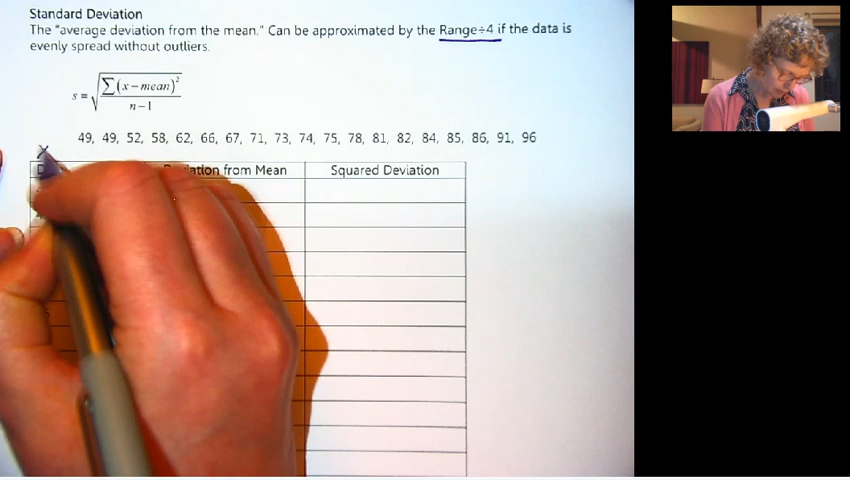 Standard Deviation
The "average deviation from the mean." Can be approximated by the Range÷4 if the data is
evenly spread without outliers.
s = √(∑(x − mean)² / (n − 1))
49, 49, 52, 58, 62, 66, 67, 71, 73, 74, 75, 78, 81, 82, 84, 85, 86, 91, 96
X
from Mean
Squared Deviation